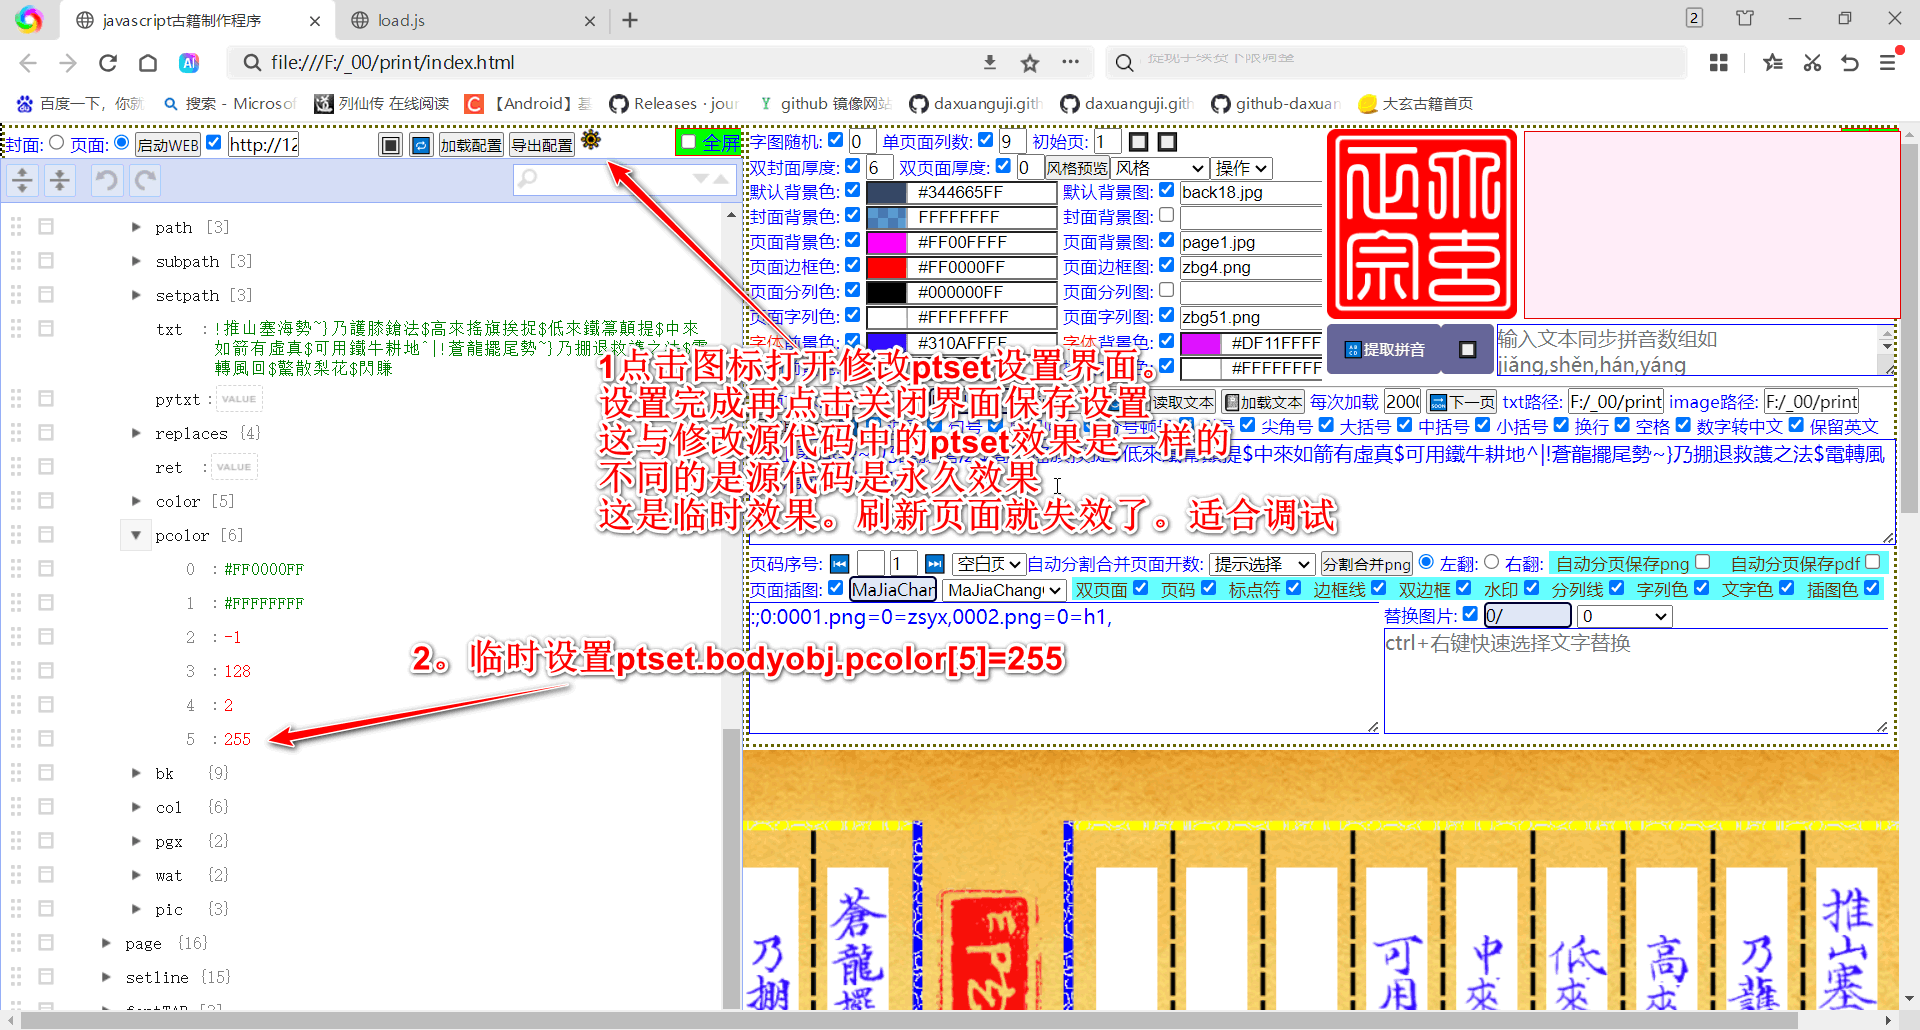 javascript古籍制作程序
load.js
2
file:///F:/_00/print/index.html
百度一下，你就
搜索 - Microsof
列仙传 在线阅读
【Android】基
Releases · jour
github 镜像网站
daxuanguji.gith
daxuanguji.gith
github-daxuan
大玄古籍首页
封面: 页面: 启动WEB http://12 加载配置 导出配置 全屏
path [3]
subpath [3]
setpath [3]
txt :!推山塞海勢~}乃護膝鎗法$高來搖旗挨捉$低來鐵篙顛提$中來
如箭有虛真$可用鐵牛耕地^|!蒼龍擺尾勢~}乃掤退救護之法$電
轉風回$驚散梨花$閃賺
pytxt : VALUE
replaces {4}
ret : VALUE
color [5]
pcolor [6]
0 : #FF0000FF
1 : #FFFFFFFF
2 : -1
3 : 128
4 : 2
5 : 255
bk {9}
col {6}
pgx {2}
wat {2}
pic {3}
page {16}
setline {15}
字图随机: 0 单页面列数: 9 初始页: 1
双封面厚度: 6 双页面厚度: 0 风格预览 风格 操作
默认背景色: #344665FF 默认背景图: back18.jpg
封面背景色: FFFFFFFF 封面背景图:
页面背景色: #FF00FFFF 页面背景图: page1.jpg
页面边框色: #FF0000FF 页面边框图: zbg4.png
页面分列色: #000000FF 页面分列图:
页面字列色: #FFFFFFFF 页面字列图: zbg51.png
字体前景色: #310AFFFF 字体背景色: #DF11FFFF
#FFFFFFFF
提取拼音
输入文本同步拼音数组如
jiǎng,shěn,hán,yáng
读取文本 加载文本 每次加载 2000 下一页 txt路径: F:/_00/print image路径: F:/_00/print
尖角号 大括号 中括号 小括号 换行 空格 数字转中文 保留英文
低來鐵篙顛提$中來如箭有虛真$可用鐵牛耕地^|!蒼龍擺尾勢~}乃掤退救護之法$電轉風
1点击图标打开修改ptset设置界面。
设置完成再点击关闭界面保存设置
这与修改源代码中的ptset效果是一样的
不同的是源代码是永久效果
这是临时效果。刷新页面就失效了。适合调试
页码序号: 1 空白页 自动分割合并页面开数: 提示选择 分割合并png 左翻: 右翻: 自动分页保存png 自动分页保存pdf
页面插图: MaJiaChan MaJiaChang 双页面 页码 标点符 边框线 双边框 水印 分列线 字列色 文字色 插图色
:;0:0001.png=0=zsyx,0002.png=0=h1,
替换图片: 0/ 0
ctrl+右键快速选择文字替换
2。临时设置ptset.bodyobj.pcolor[5]=255
推山塞
乃護
高來
低來
中來
可用
蒼龍擺
乃掤